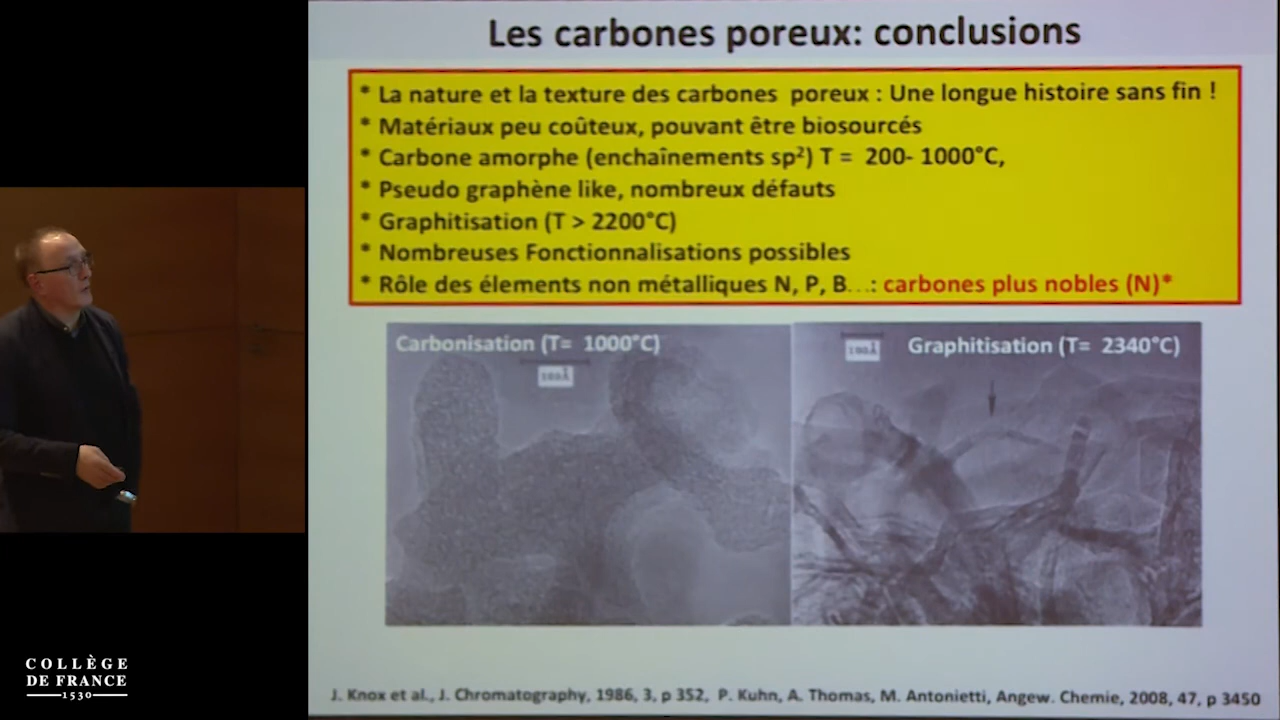 Les carbones poreux: conclusions
* La nature et la texture des carbones poreux : Une longue histoire sans fin !
* Matériaux peu coûteux, pouvant être biosourcés
* Carbone amorphe (enchaînements sp²) T = 200- 1000°C,
* Pseudo graphène like, nombreux défauts
* Graphitisation (T > 2200°C)
* Nombreuses Fonctionnalisations possibles
* Rôle des élements non métalliques N, P, B...: carbones plus nobles (N)*
Carbonisation (T= 1000°C)
100Å
100Å
Graphitisation (T= 2340°C)
J. Knox et al., J. Chromatography, 1986, 3, p 352, P. Kuhn, A. Thomas, M. Antonietti, Angew. Chemie, 2008, 47, p 3450
COLLÈGE
DE FRANCE
1530